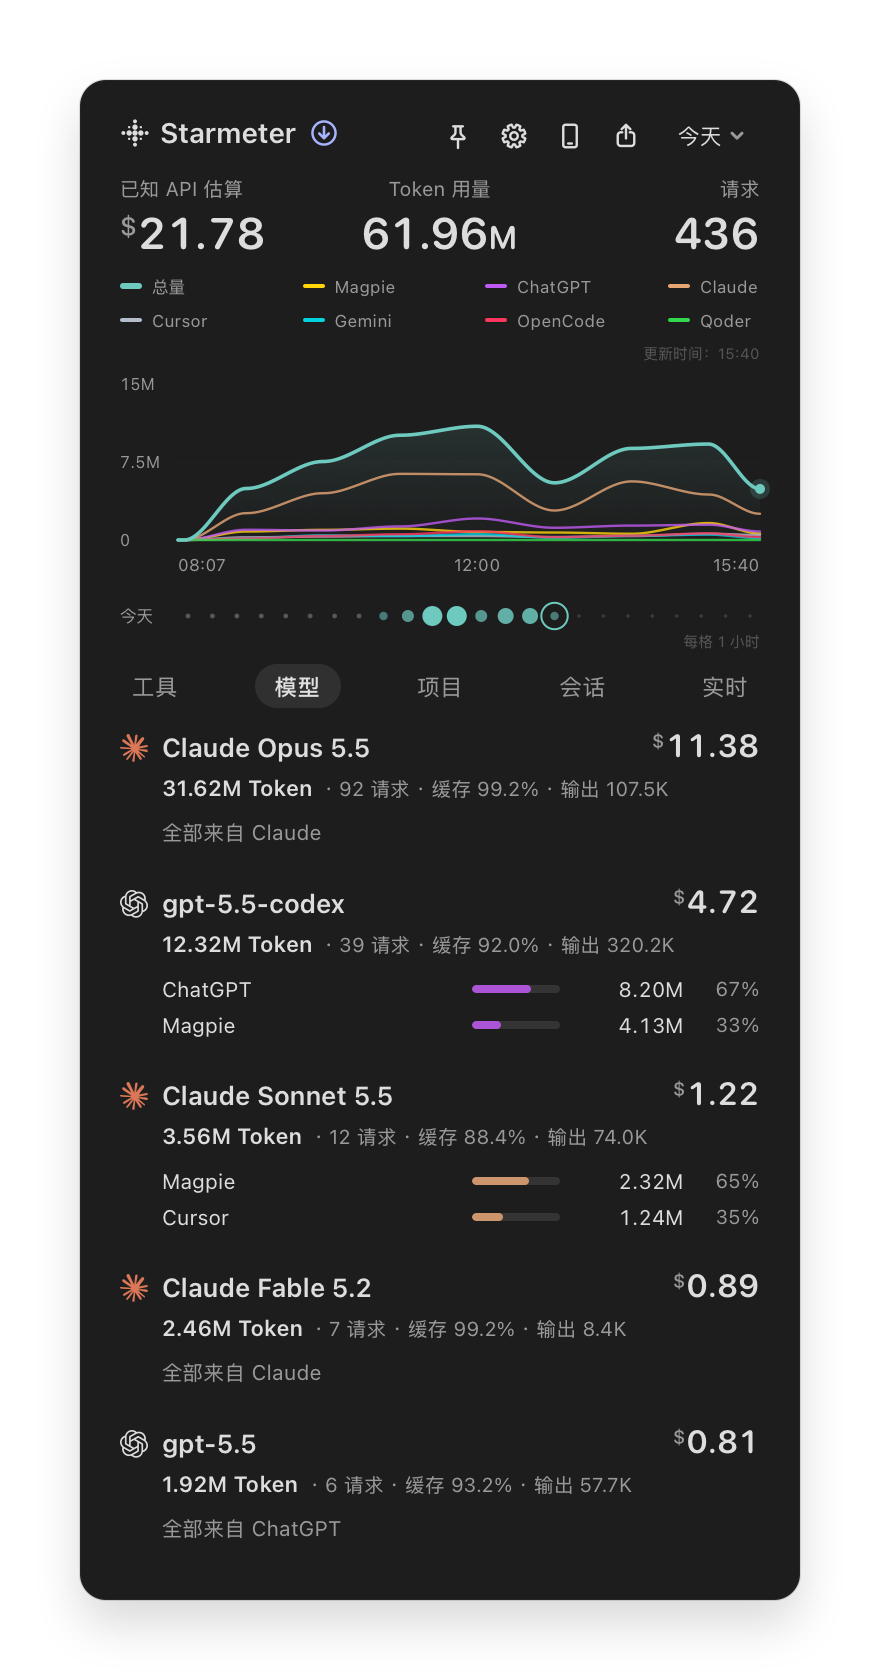 Starmeter 今天
已知 API 估算 Token 用量 请求
$21.78 61.96M 436
总量 Magpie ChatGPT Claude
Cursor Gemini OpenCode Qoder
更新时间：15:40
15M
7.5M
0
08:07 12:00 15:40
今天
每格 1 小时
工具 模型 项目 会话 实时
Claude Opus 5.5 $11.38
31.62M Token · 92 请求 · 缓存 99.2% · 输出 107.5K
全部来自 Claude
gpt-5.5-codex $4.72
12.32M Token · 39 请求 · 缓存 92.0% · 输出 320.2K
ChatGPT 8.20M 67%
Magpie 4.13M 33%
Claude Sonnet 5.5 $1.22
3.56M Token · 12 请求 · 缓存 88.4% · 输出 74.0K
Magpie 2.32M 65%
Cursor 1.24M 35%
Claude Fable 5.2 $0.89
2.46M Token · 7 请求 · 缓存 99.2% · 输出 8.4K
全部来自 Claude
gpt-5.5 $0.81
1.92M Token · 6 请求 · 缓存 93.2% · 输出 57.7K
全部来自 ChatGPT